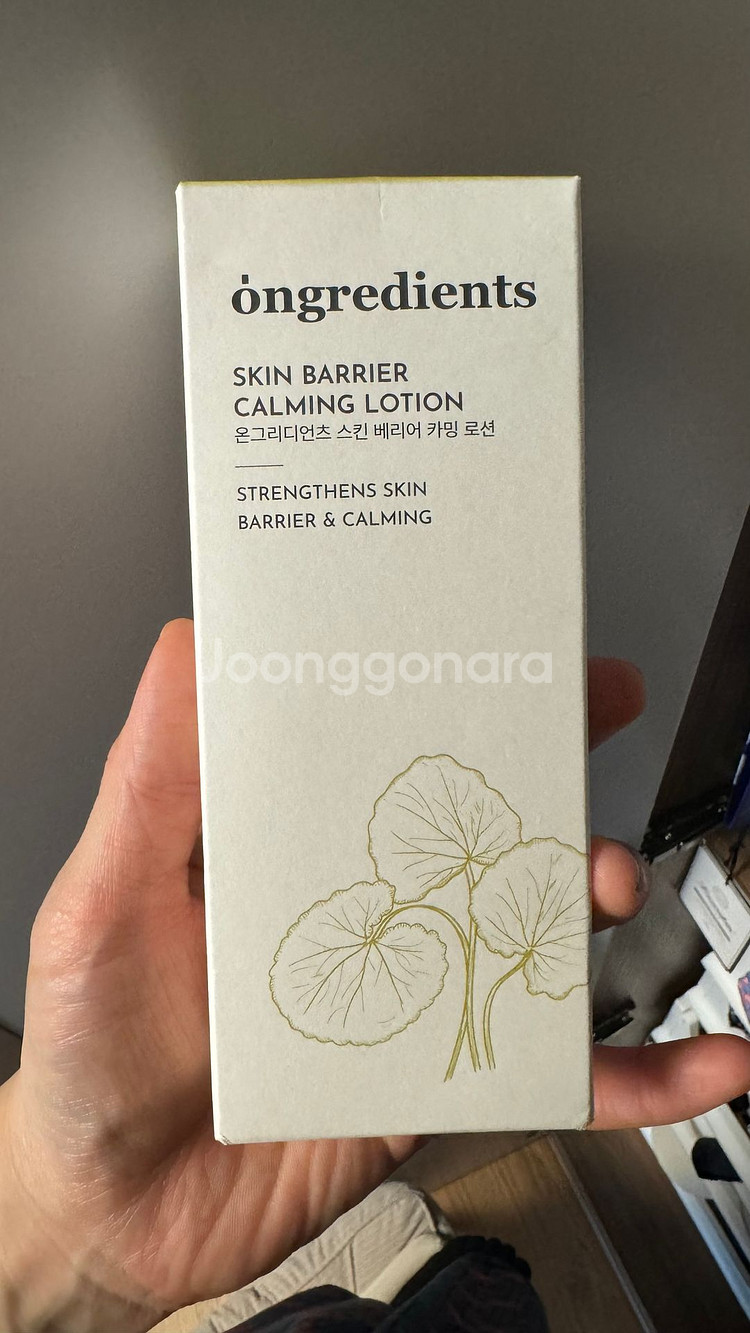 ongredients
SKIN BARRIER
CALMING LOTION
온그리디언츠 스킨 베리어 카밍 로션
STRENGTHENS SKIN
BARRIER & CALMING
Joonggonara